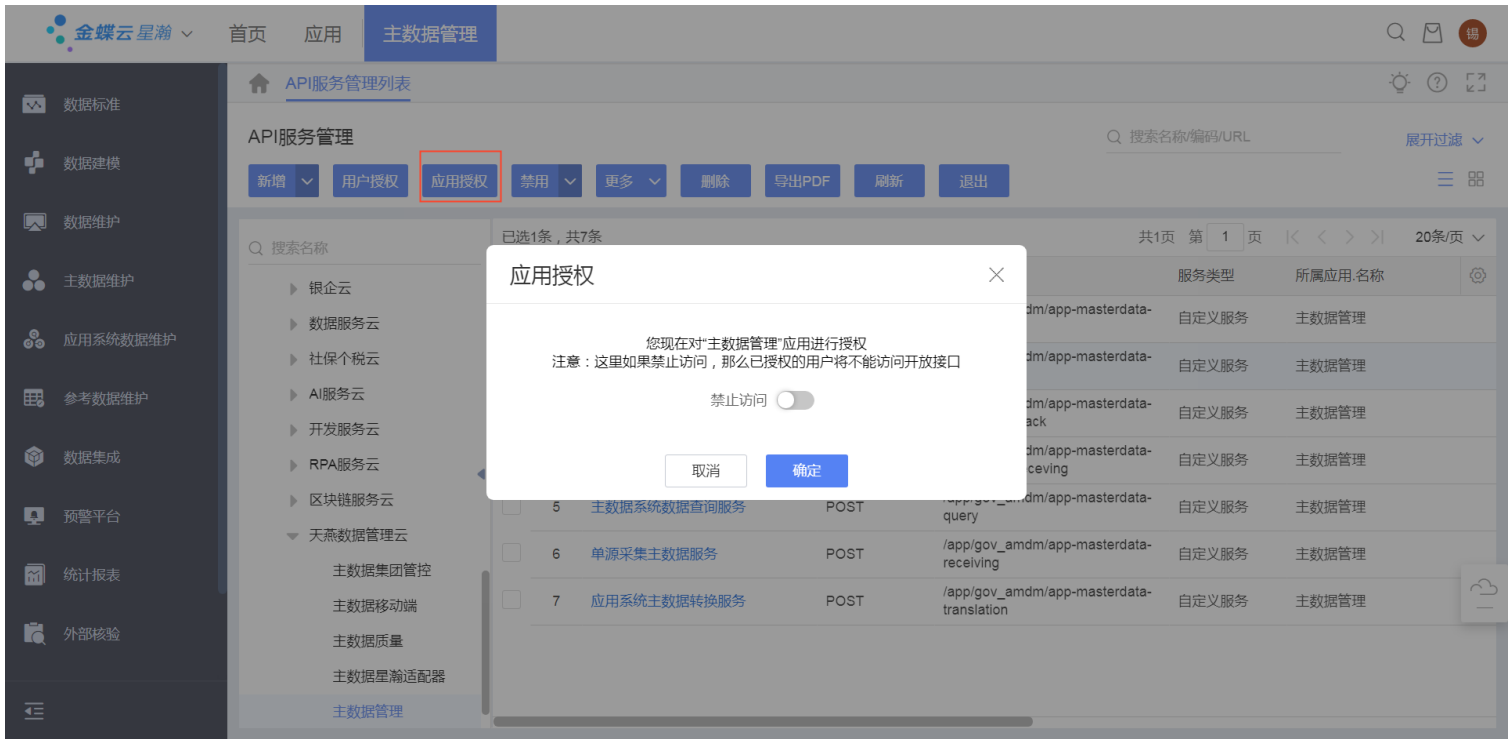 金蝶云星瀚
首页
应用
主数据管理
锡
API服务管理列表
数据标准
数据建模
数据维护
主数据维护
应用系统数据维护
参考数据维护
数据集成
预警平台
统计报表
外部核验
API服务管理
搜索名称/编码/URL
展开过滤
新增
用户授权
应用授权
禁用
更多
删除
导出PDF
刷新
退出
搜索名称
银企云
数据服务云
社保个税云
AI服务云
开发服务云
RPA服务云
区块链服务云
天燕数据管理云
主数据集团管控
主数据移动端
主数据质量
主数据星瀚适配器
主数据管理
已选1条，共7条
共1页 第 1 页
20条/页
服务类型
所属应用.名称
应用授权
您现在对“主数据管理”应用进行授权
注意：这里如果禁止访问，那么已授权的用户将不能访问开放接口
禁止访问
取消
确定
dm/app-masterdata-
自定义服务 主数据管理
dm/app-masterdata-
自定义服务 主数据管理
dm/app-masterdata-
ack
自定义服务 主数据管理
dm/app-masterdata-
ceving
自定义服务 主数据管理
5 主数据系统数据查询服务 POST /app/gov_amdm/app-masterdata-
query
自定义服务 主数据管理
6 单源采集主数据服务 POST /app/gov_amdm/app-masterdata-
receiving
自定义服务 主数据管理
7 应用系统主数据转换服务 POST /app/gov_amdm/app-masterdata-
translation
自定义服务 主数据管理